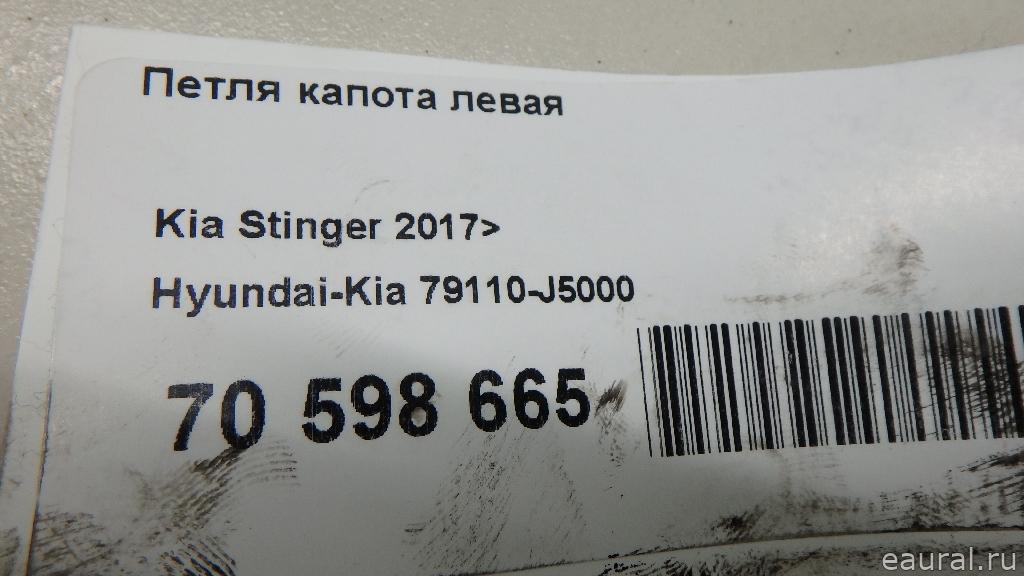 Петля капота левая
Kia Stinger 2017>
Hyundai-Kia 79110-J5000
70 598 665
eaural.ru